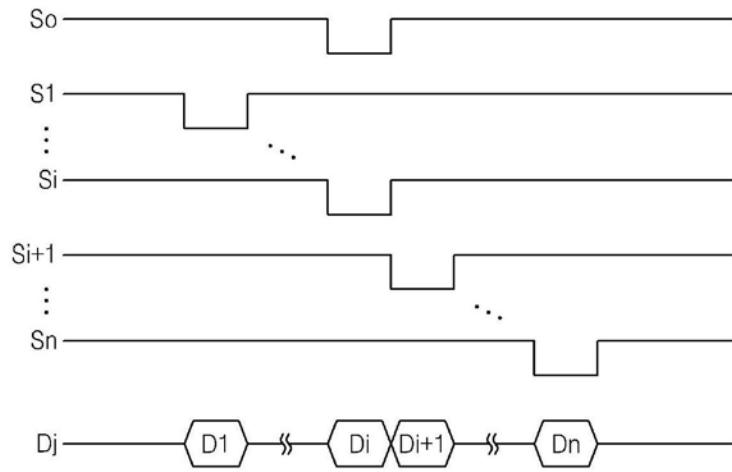 So
S1
Si
Si+1
Sn
Dj D1 Di Di+1 Dn